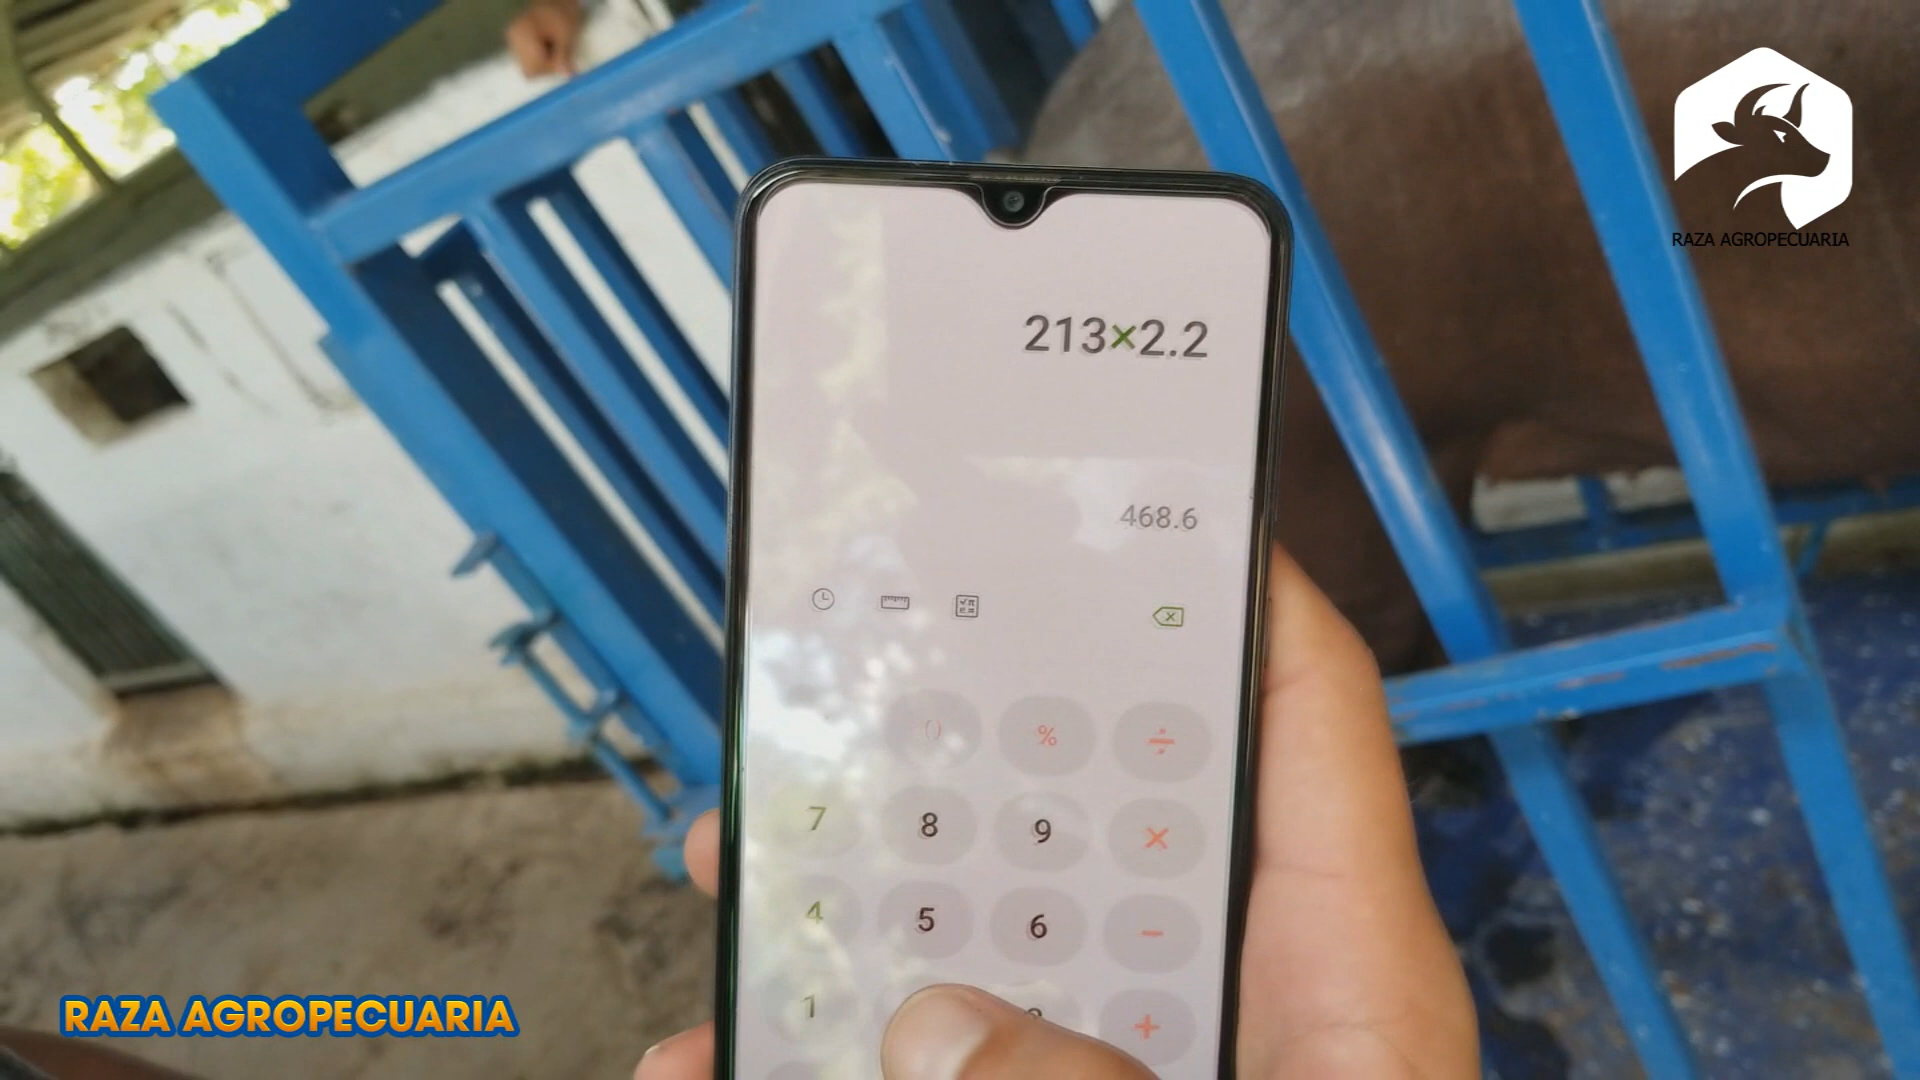 RAZA AGROPECUARIA
213×2.2
468.6
() % ÷
7 8 9 ×
4 5 6 −
1 +
RAZA AGROPECUARIA